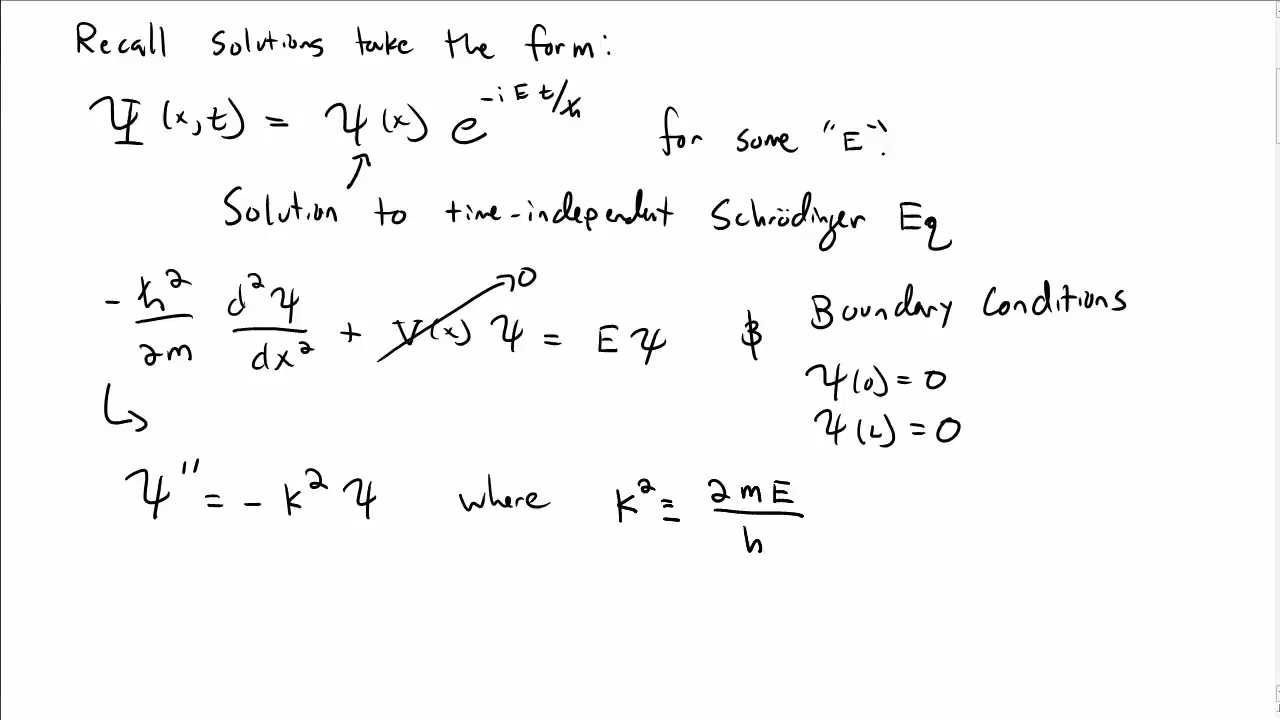 Recall solutions take the form:
Ψ(x,t) = ψ(x) e^{-iEt/ħ} for some "E".
↗
Solution to time-independent Schrödinger Eq
-ħ²/2m d²ψ/dx² + V(x)ψ = Eψ & Boundary Conditions
→0
ψ(0) = 0
ψ(L) = 0
↳
ψ'' = -k²ψ where k² ≡ 2mE/h